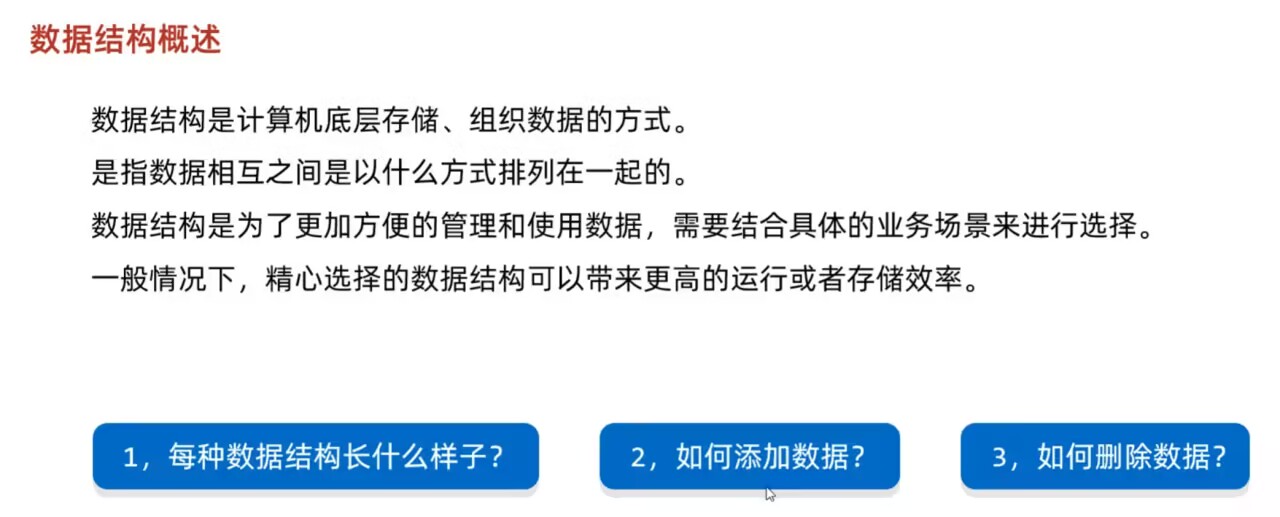 数据结构概述
数据结构是计算机底层存储、组织数据的方式。
是指数据相互之间是以什么方式排列在一起的。
数据结构是为了更加方便的管理和使用数据，需要结合具体的业务场景来进行选择。
一般情况下，精心选择的数据结构可以带来更高的运行或者存储效率。
1，每种数据结构长什么样子？
2，如何添加数据？
3，如何删除数据？